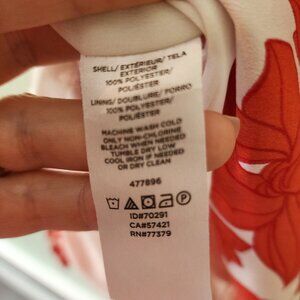 SHELL/ EXTÉRIEUR/ TELA
EXTERIOR
100% POLYESTER/
POLIÉSTER
LINING/ DOUBLURE/ FORRO
100% POLYESTER/
POLIÉSTER
MACHINE WASH COLD
ONLY NON-CHLORINE
BLEACH WHEN NEEDED
TUMBLE DRY LOW
COOL IRON IF NEEDED
OR DRY CLEAN
477896
P
ID#70291
CA#57421
RN#77379